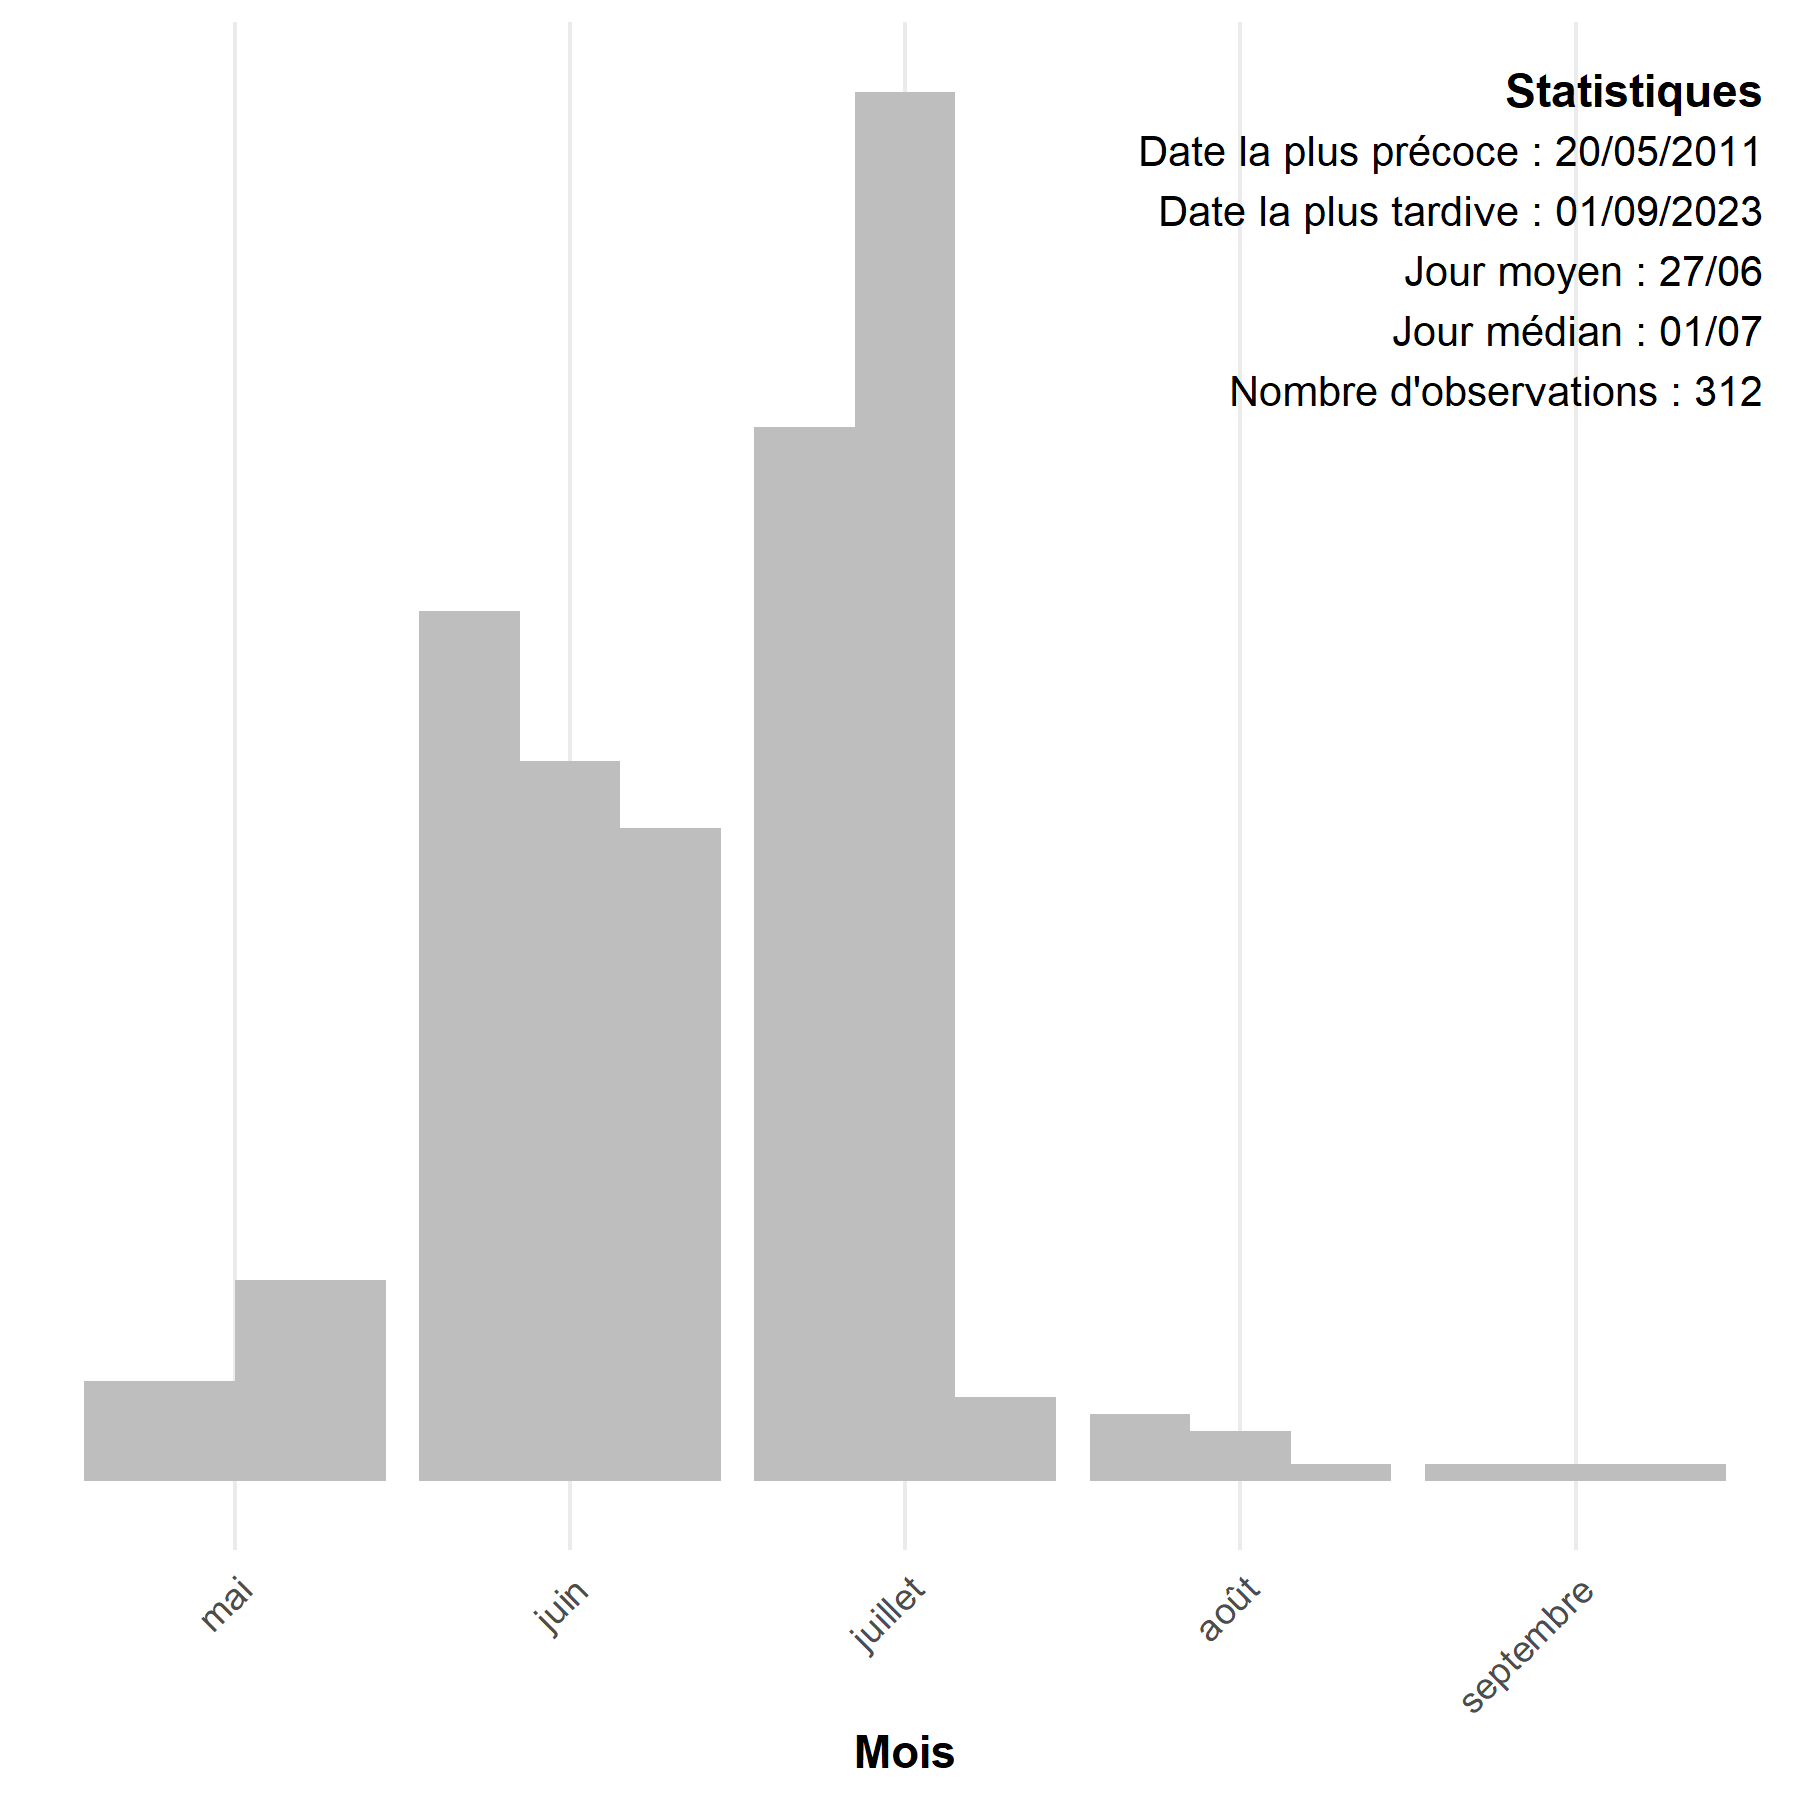 Statistiques
Date la plus précoce : 20/05/2011
Date la plus tardive : 01/09/2023
Jour moyen : 27/06
Jour médian : 01/07
Nombre d'observations : 312
mai
juin
juillet
août
septembre
Mois